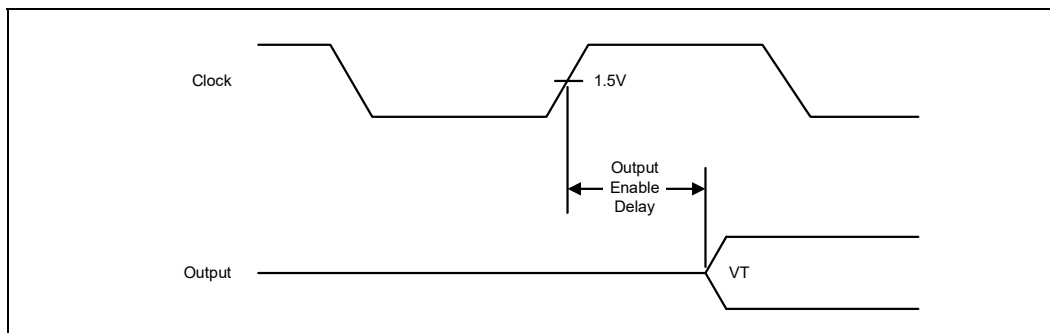 Clock
1.5V
Output
Enable
Delay
Output
VT